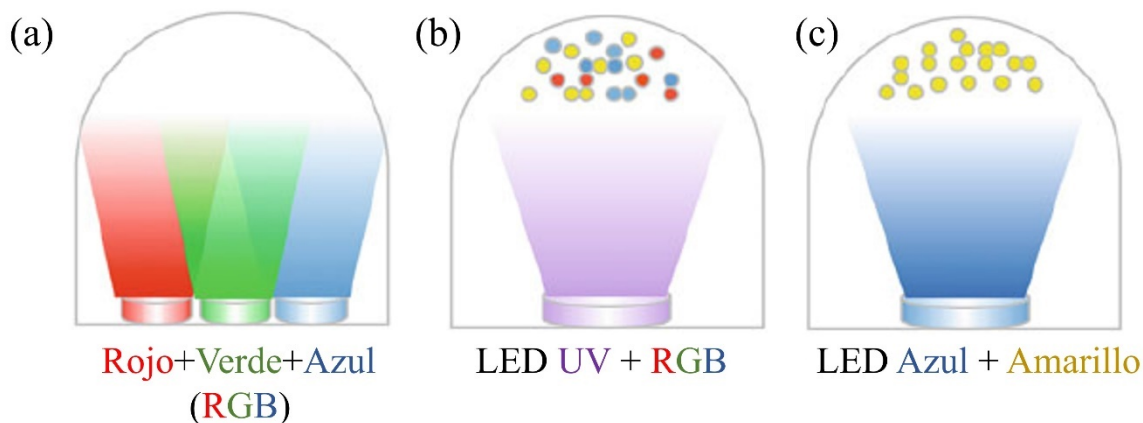 (a)
(b)
(c)
Rojo+Verde+Azul
(RGB)
LED UV + RGB
LED Azul + Amarillo